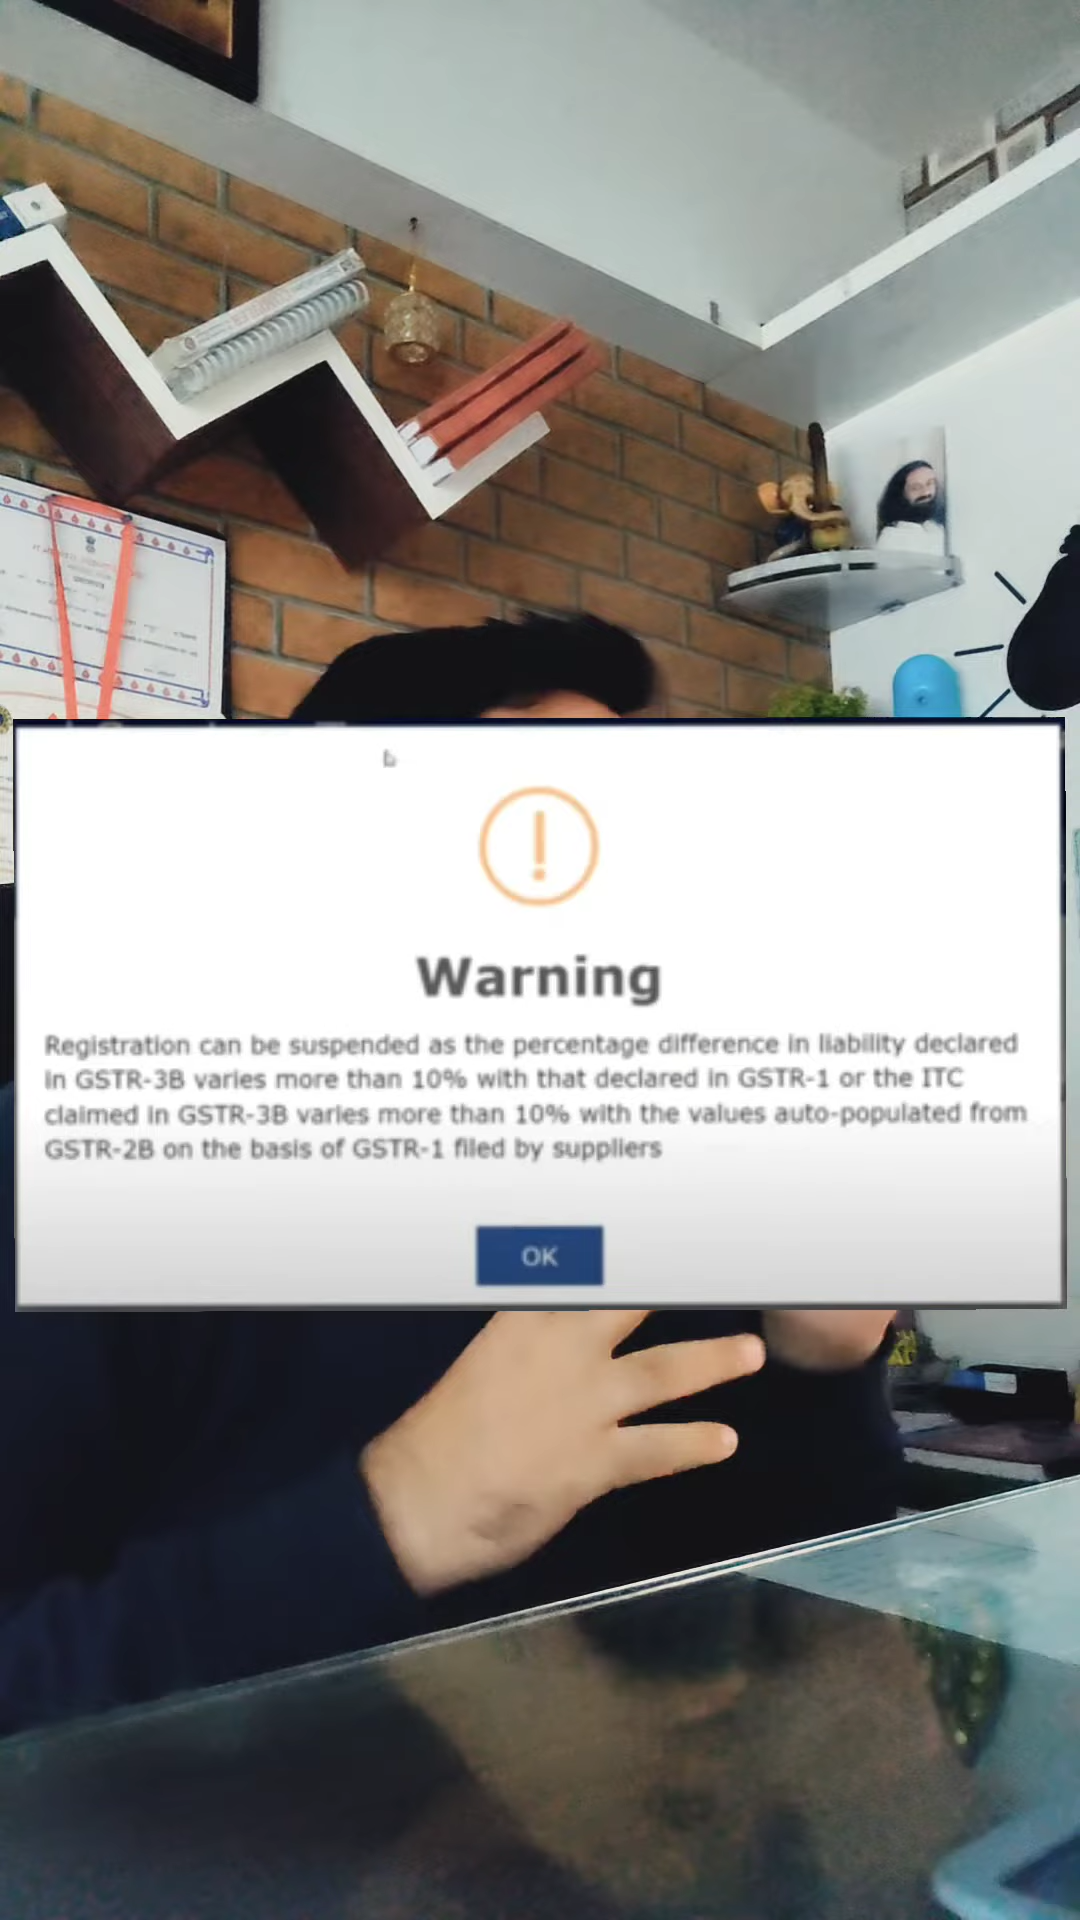 Warning
Registration can be suspended as the percentage difference in liability declared
in GSTR-3B varies more than 10% with that declared in GSTR-1 or the ITC
claimed in GSTR-3B varies more than 10% with the values auto-populated from
GSTR-2B on the basis of GSTR-1 filed by suppliers
OK